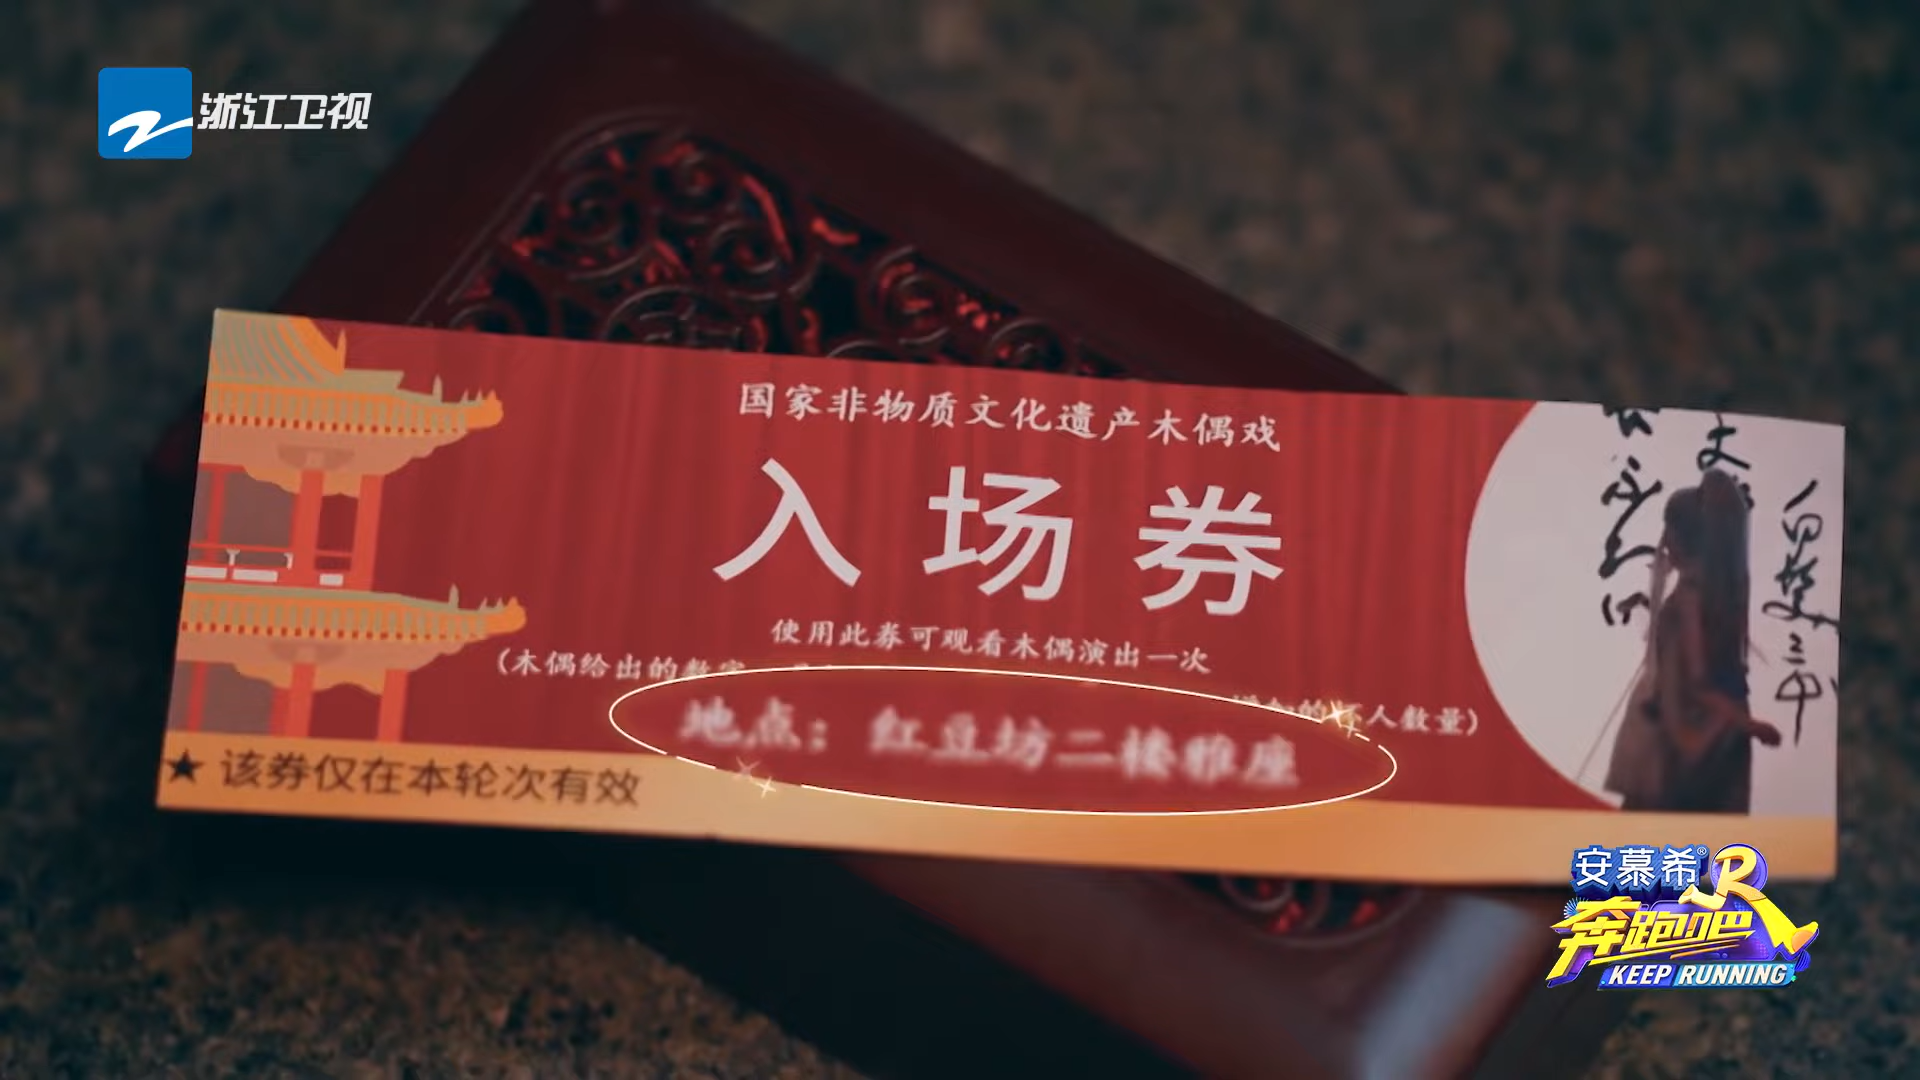 浙江卫视
国家非物质文化遗产木偶戏
入场券
使用此券可观看木偶演出一次
(木偶给出的数字
人数量)
地点：红豆坊二楼雅座
★ 该券仅在本轮次有效
安慕希®
奔跑吧
KEEP RUNNING